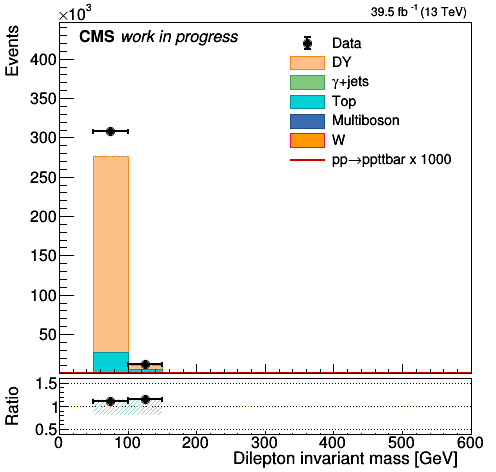 ×10³
39.5 fb⁻¹ (13 TeV)
Events
CMS work in progress
Data
DY
γ+jets
Top
Multiboson
W
pp→ppttbar x 1000
400
350
300
250
200
150
100
50
Ratio
1.5
1
0.5
0 100 200 300 400 500 600
Dilepton invariant mass [GeV]